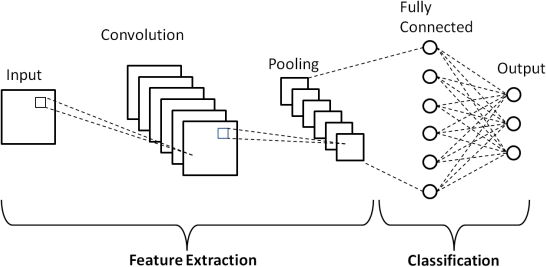 Fully
Connected
Convolution
Pooling
Input
Output
Feature Extraction
Classification